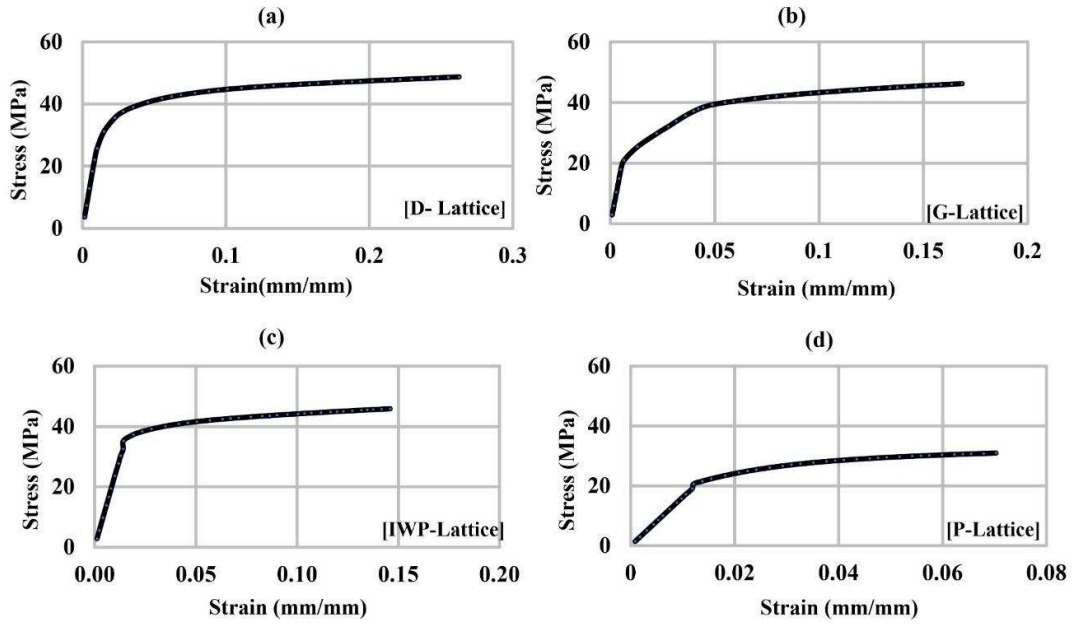 (a)
60
40
20
0
Stress (MPa)
[D- Lattice]
0 0.1 0.2 0.3
Strain(mm/mm)
(b)
60
40
20
0
Stress (MPa)
[G-Lattice]
0 0.05 0.1 0.15 0.2
Strain (mm/mm)
(c)
60
40
20
0
Stress (MPa)
[IWP-Lattice]
0.00 0.05 0.10 0.15 0.20
Strain (mm/mm)
(d)
60
40
20
0
Stress (MPa)
[P-Lattice]
0 0.02 0.04 0.06 0.08
Strain (mm/mm)